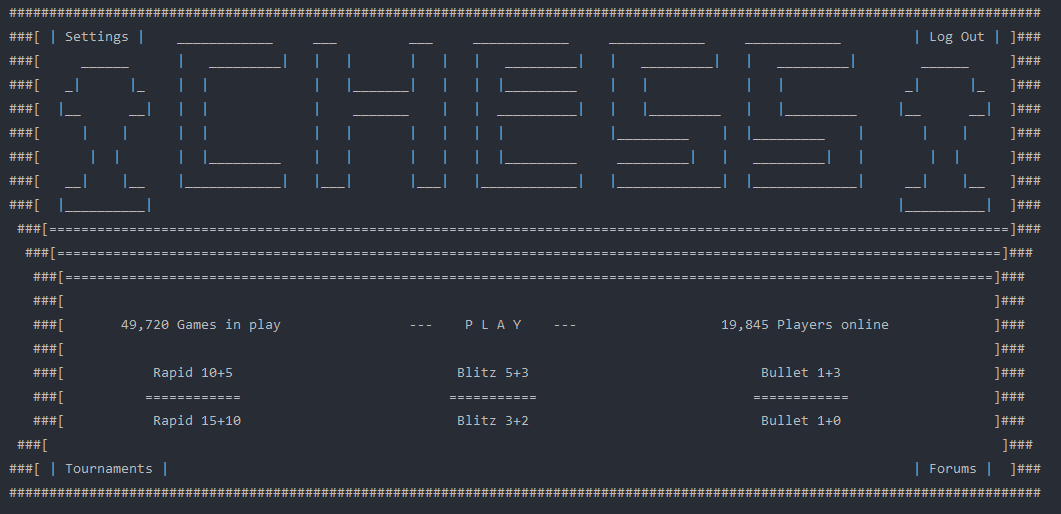 Settings Log Out
CHESS
49,720 Games in play --- P L A Y --- 19,845 Players online
Rapid 10+5 Blitz 5+3 Bullet 1+3
Rapid 15+10 Blitz 3+2 Bullet 1+0
Tournaments Forums